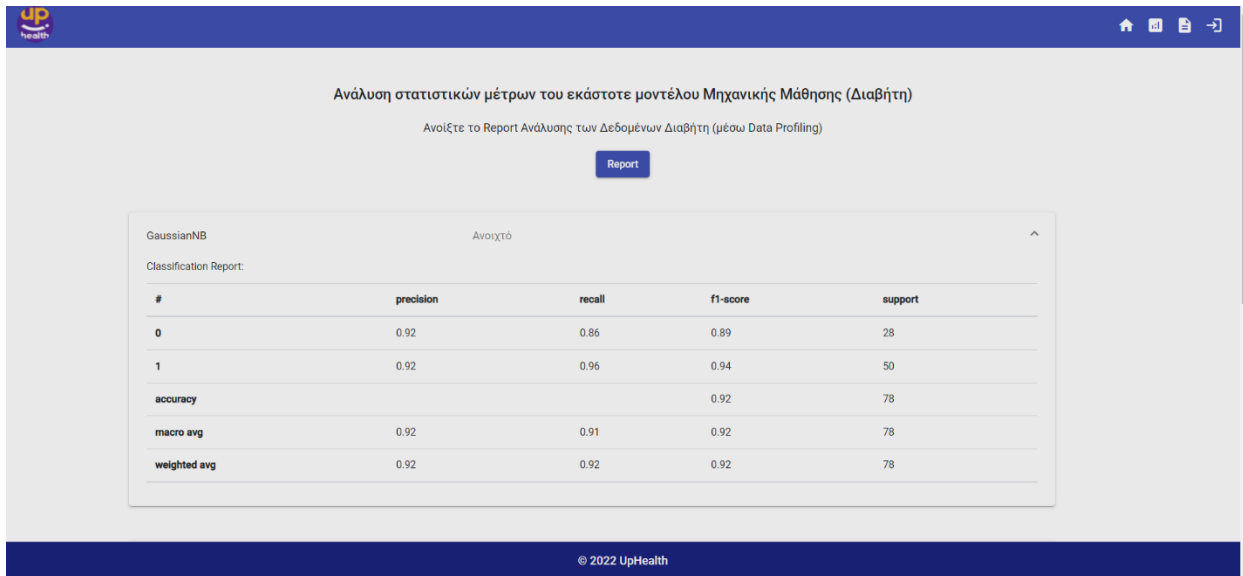 up
health
Ανάλυση στατιστικών μέτρων του εκάστοτε μοντέλου Μηχανικής Μάθησης (Διαβήτη)
Ανοίξτε το Report Ανάλυσης των Δεδομένων Διαβήτη (μέσω Data Profiling)
Report
GaussianNB Ανοιχτό
Classification Report:
# precision recall f1-score support
0 0.92 0.86 0.89 28
1 0.92 0.96 0.94 50
accuracy 0.92 78
macro avg 0.92 0.91 0.92 78
weighted avg 0.92 0.92 0.92 78
© 2022 UpHealth